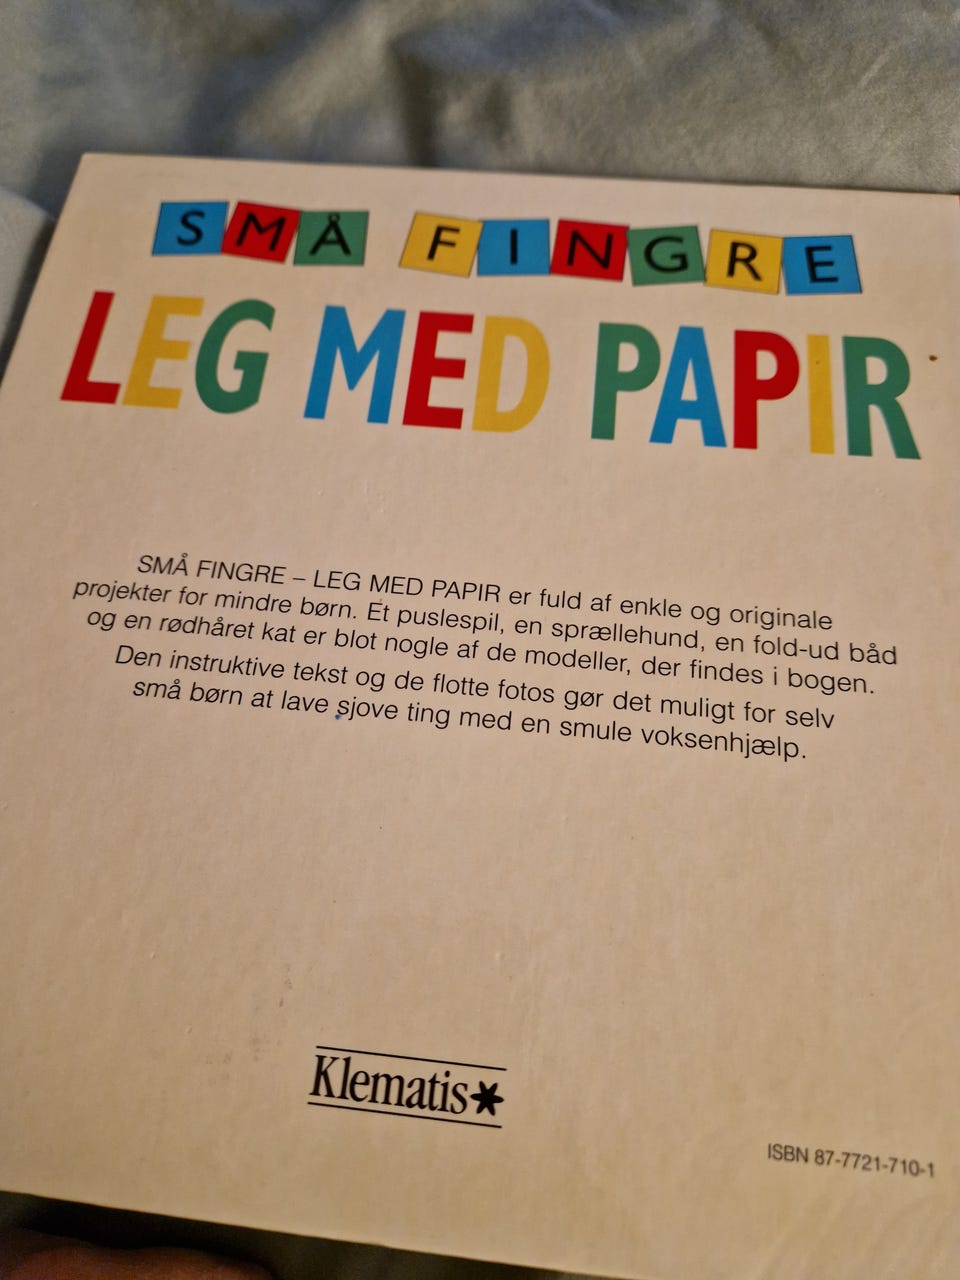 SMÅ FINGRE
LEG MED PAPIR
SMÅ FINGRE – LEG MED PAPIR er fuld af enkle og originale
projekter for mindre børn. Et puslespil, en sprællehund, en fold-ud båd
og en rødhåret kat er blot nogle af de modeller, der findes i bogen.
Den instruktive tekst og de flotte fotos gør det muligt for selv
små børn at lave sjove ting med en smule voksenhjælp.
Klematis
ISBN 87-7721-710-1